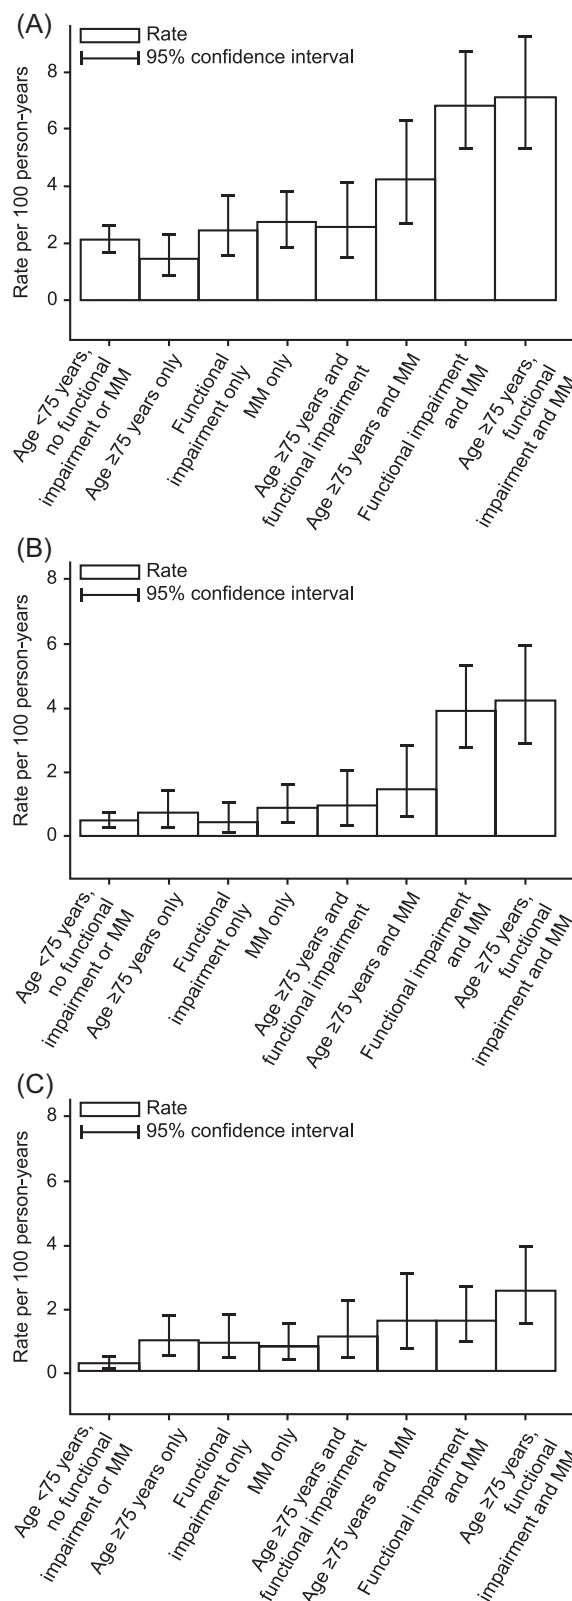 (A)
Rate
95% confidence interval
Rate per 100 person-years
8
6
4
2
0
Age <75 years,
no functional
impairment or MM
Age ≥75 years only
Functional
impairment only
MM only
Age ≥75 years and
functional impairment
Age ≥75 years and MM
Functional impairment
and MM
Age ≥75 years,
functional
impairment and MM
(B)
Rate
95% confidence interval
Rate per 100 person-years
8
6
4
2
0
Age <75 years,
no functional
impairment or MM
Age ≥75 years only
Functional
impairment only
MM only
Age ≥75 years and
functional impairment
Age ≥75 years and MM
Functional impairment
and MM
Age ≥75 years,
functional
impairment and MM
(C)
Rate
95% confidence interval
Rate per 100 person-years
8
6
4
2
0
Age <75 years,
no functional
impairment or MM
Age ≥75 years only
Functional
impairment only
MM only
Age ≥75 years and
functional impairment
Age ≥75 years and MM
Functional impairment
and MM
Age ≥75 years,
functional
impairment and MM